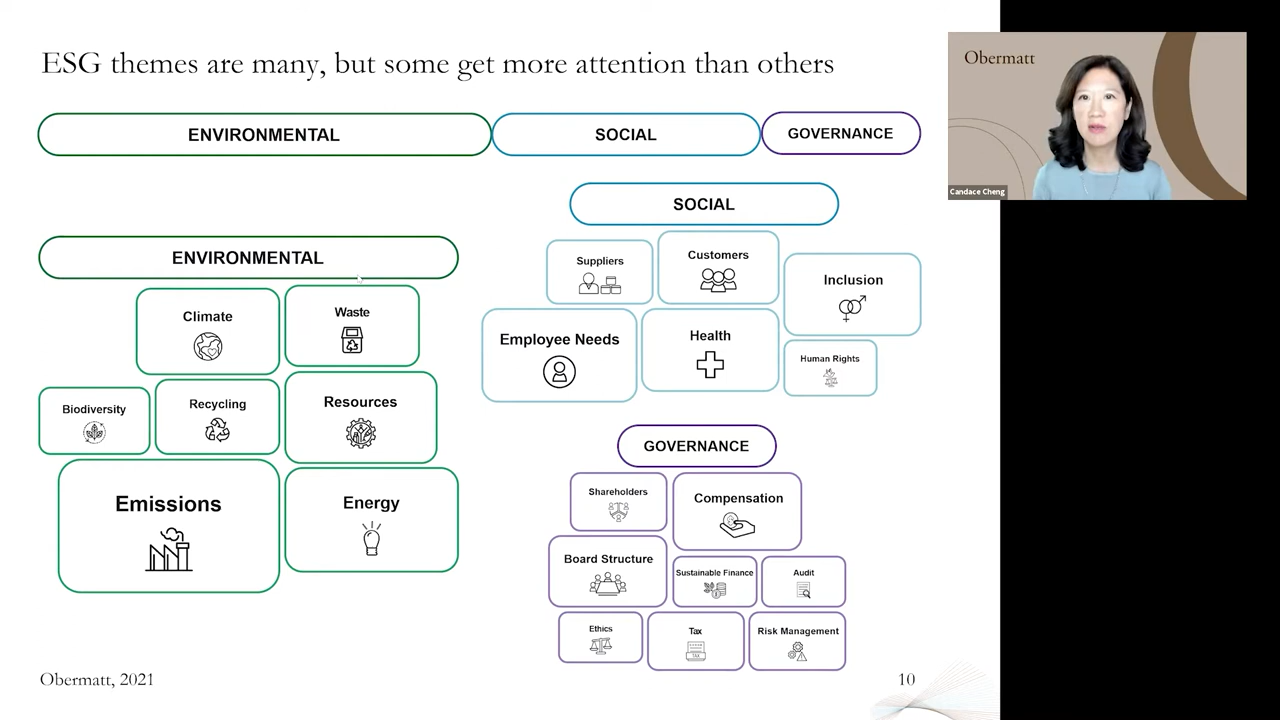 ESG themes are many, but some get more attention than others
ENVIRONMENTAL
SOCIAL
GOVERNANCE
Obermatt
Candace Cheng
ENVIRONMENTAL
Climate
Waste
Biodiversity
Recycling
Resources
Emissions
Energy
SOCIAL
Suppliers
Customers
Inclusion
Employee Needs
Health
Human Rights
GOVERNANCE
Shareholders
Compensation
Board Structure
Sustainable Finance
Audit
Ethics
Tax
TAX
Risk Management
Obermatt, 2021
10